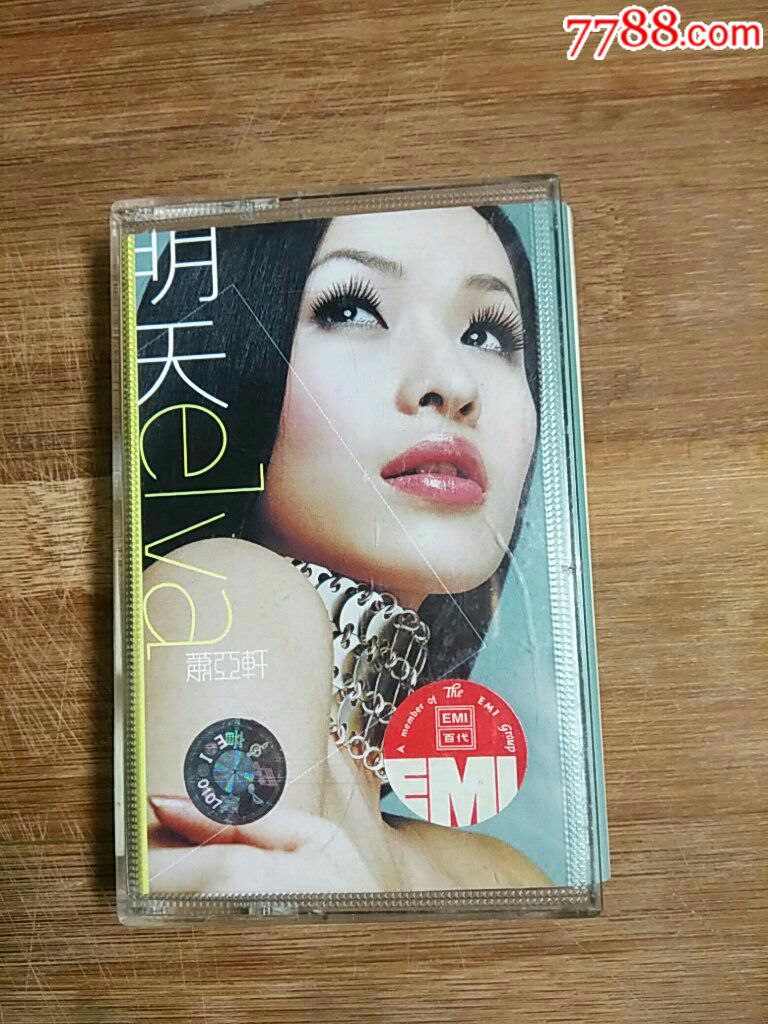 7788.com
明天
elva
蕭亞軒
A member of The EMI Group
EMI
百代
EMI